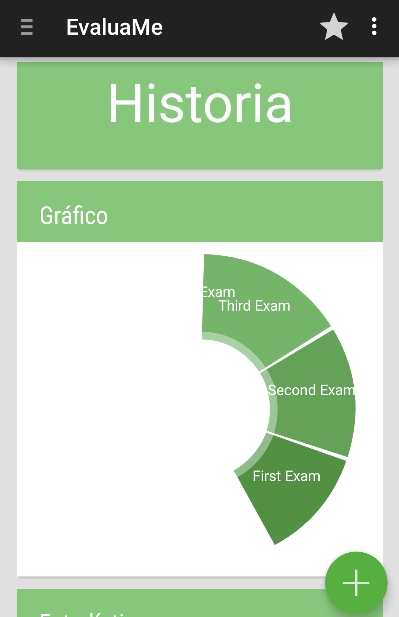 EvaluaMe
Historia
Gráfico
Exam
Third Exam
Second Exam
First Exam